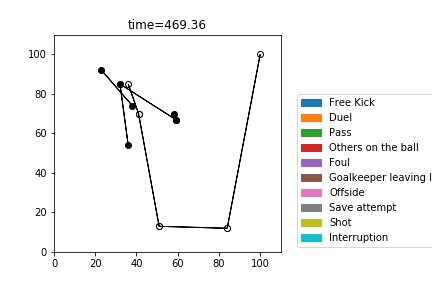 time=469.36
100
80
60
40
20
0
0 20 40 60 80 100
Free Kick
Duel
Pass
Others on the ball
Foul
Goalkeeper leaving l
Offside
Save attempt
Shot
Interruption